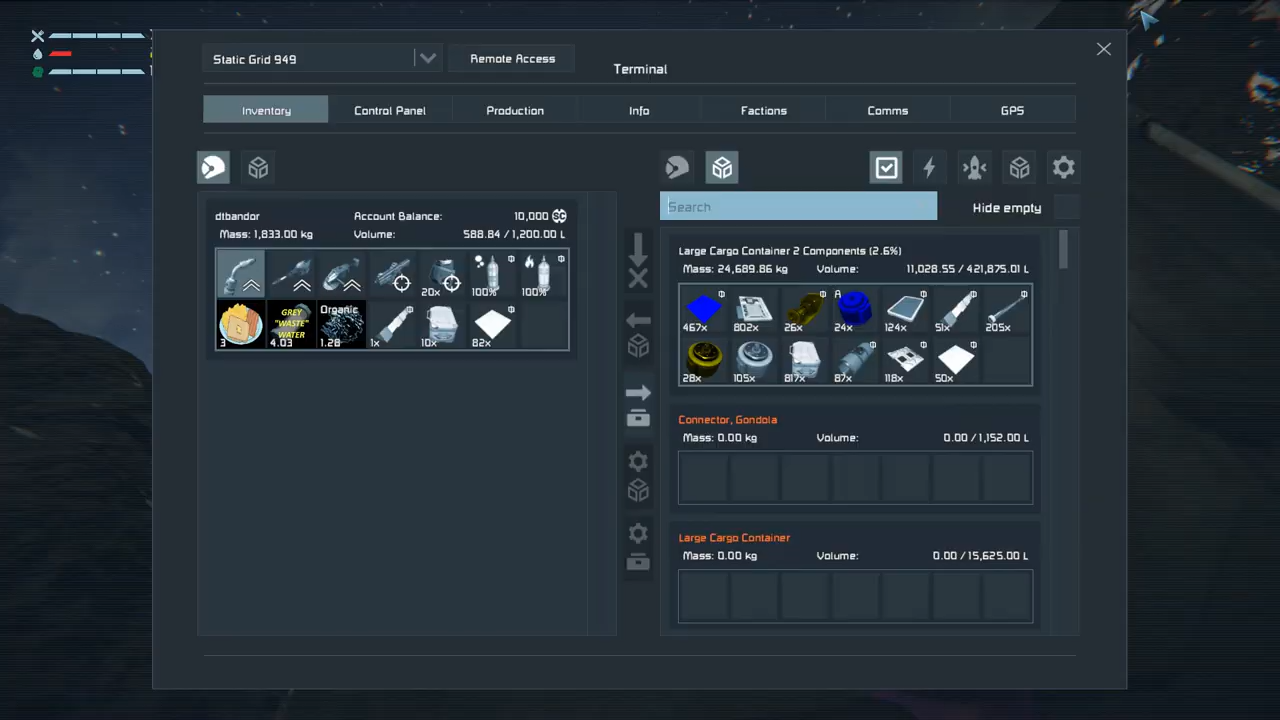 Static Grid 949
Remote Access
Terminal
Inventory
Control Panel
Production
Info
Factions
Comms
GPS
dtbandor
Account Balance: 10,000 SC
Mass: 1,833.00 kg
Volume: 588.84 / 1,200.00 L
20x
100%
100%
3
GREY "WASTE" WATER
4.03
Organic
1.28
1x
10x
82x
Search
Hide empty
Large Cargo Container 2 Components (2.6%)
Mass: 24,689.86 kg
Volume: 11,028.55 / 421,875.01 L
467x
802x
26x
A
24x
124x
51x
205x
28x
105x
817x
87x
118x
50x
Connector, Gondola
Mass: 0.00 kg
Volume: 0.00 / 1,152.00 L
Large Cargo Container
Mass: 0.00 kg
Volume: 0.00 / 15,625.00 L